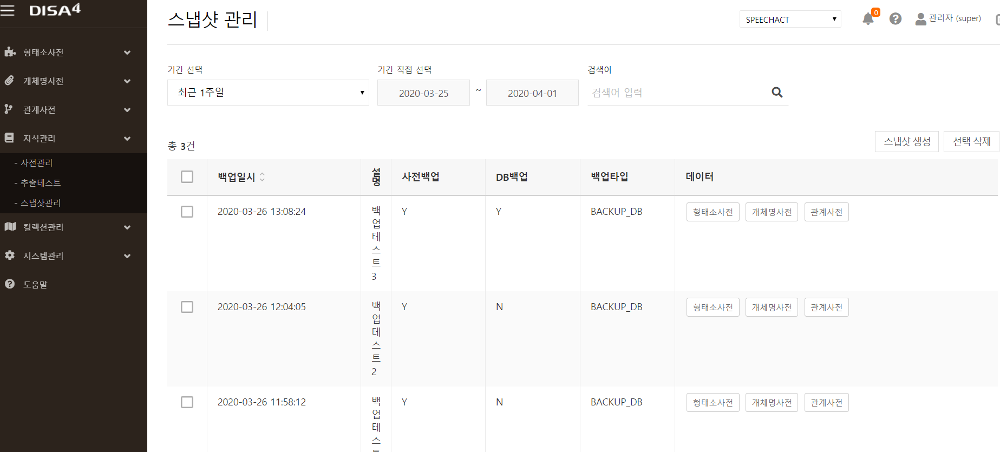 DISA4
형태소사전
개체명사전
관계사전
지식관리
- 사전관리
- 추출테스트
- 스냅샷관리
컬렉션관리
시스템관리
도움말
스냅샷 관리
SPEECHACT
0
관리자 (super)
기간 선택
기간 직접 선택
검색어
최근 1주일
2020-03-25 ~ 2020-04-01
검색어 입력
총 3건
스냅샷 생성
선택 삭제
백업일시
설명
사전백업
DB백업
백업타입
데이터
2020-03-26 13:08:24
백업테스트3
Y
Y
BACKUP_DB
형태소사전
개체명사전
관계사전
2020-03-26 12:04:05
백업테스트2
Y
N
BACKUP_DB
형태소사전
개체명사전
관계사전
2020-03-26 11:58:12
백업테스
Y
N
BACKUP_DB
형태소사전
개체명사전
관계사전